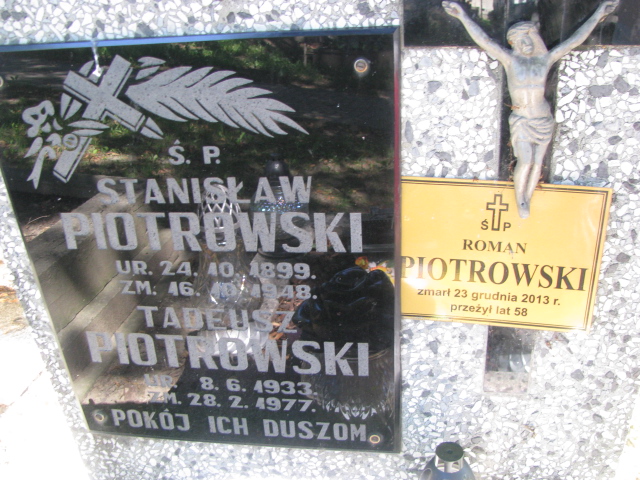 Ś. P.
STANISŁAW
PIOTROWSKI
UR. 24. 10. 1899.
ZM. 16. 10. 1948.
TADEUSZ
PIOTROWSKI
UR. 8. 6. 1933.
ZM. 28. 2. 1977.
POKÓJ ICH DUSZOM
Ś P
ROMAN
PIOTROWSKI
zmarł 23 grudnia 2013 r.
przeżył lat 58